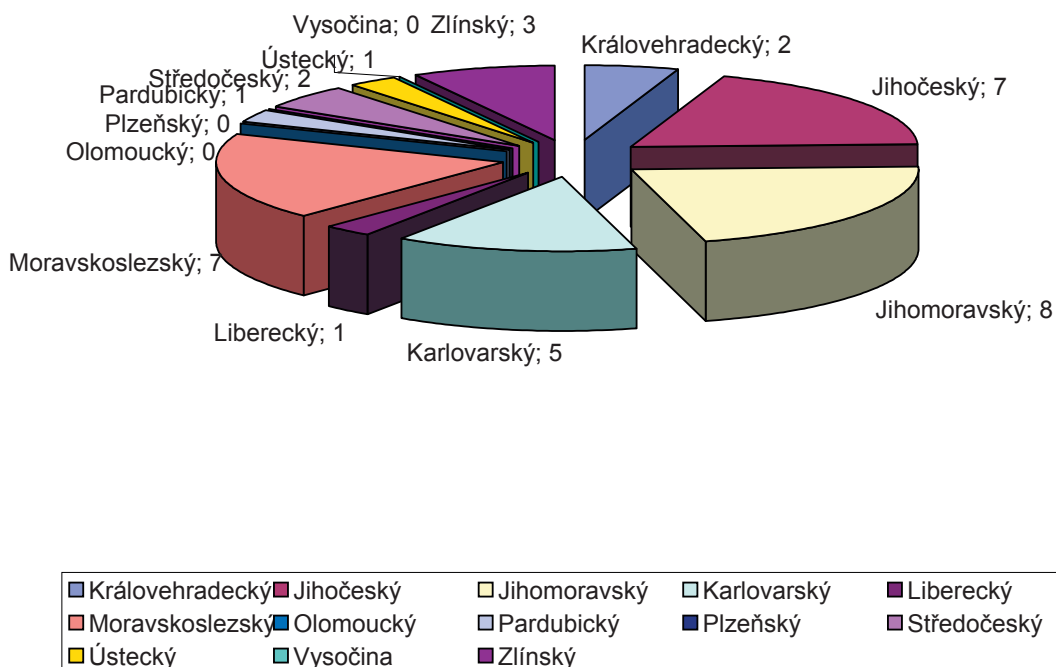 Vysočina; 0
Zlínský; 3
Královehradecký; 2
Ústecký; 1
Středočeský; 2
Jihočeský; 7
Pardubický; 1
Plzeňský; 0
Olomoucký; 0
Moravskoslezský; 7
Jihomoravský; 8
Liberecký; 1
Karlovarský; 5
Královehradecký Jihočeský Jihomoravský Karlovarský Liberecký
Moravskoslezský Olomoucký Pardubický Plzeňský Středočeský
Ústecký Vysočina Zlínský